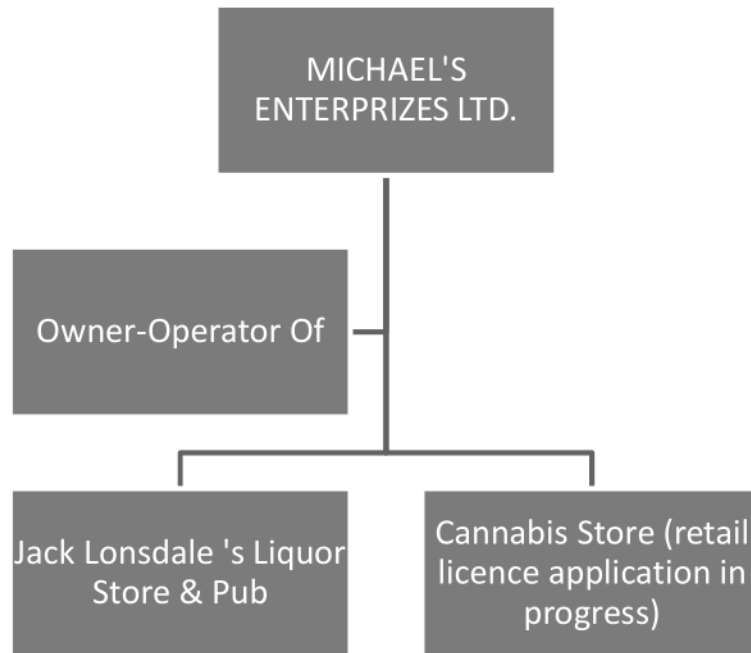 MICHAEL'S
ENTERPRIZES LTD.
Owner-Operator Of
Jack Lonsdale 's Liquor
Store & Pub
Cannabis Store (retail
licence application in
progress)